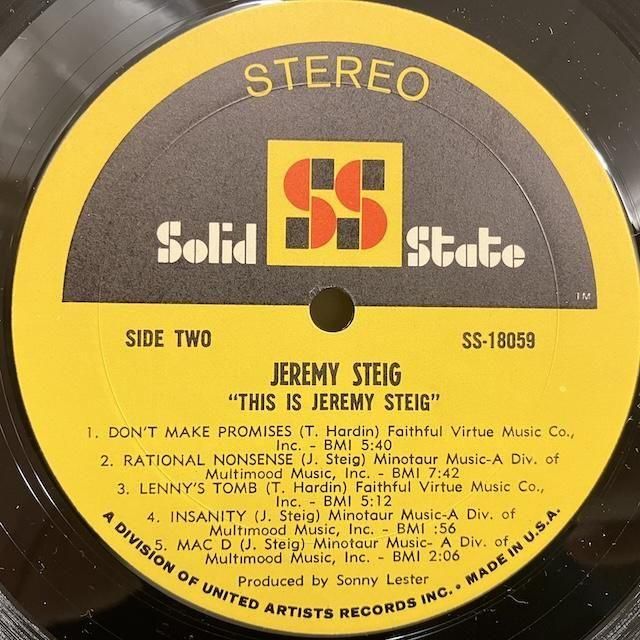 STEREO
SS
Solid State
TM
SIDE TWO SS-18059
JEREMY STEIG
"THIS IS JEREMY STEIG"
1. DON'T MAKE PROMISES (T. Hardin) Faithful Virtue Music Co.,
Inc. - BMI 5:40
2. RATIONAL NONSENSE (J. Steig) Minotaur Music-A Div. of
Multimood Music, Inc. - BMI 7:42
3. LENNY'S TOMB (T. Hardin) Faithful Virtue Music Co.,
Inc. - BMI 5:12
4. INSANITY (J. Steig) Minotaur Music-A Div. of
Multimood Music, Inc. - BMI :56
5. MAC D (J. Steig) Minotaur Music- A Div. of
Multimood Music, Inc. - BMI 2:06
Produced by Sonny Lester
A DIVISION OF UNITED ARTISTS RECORDS INC. • MADE IN U.S.A.